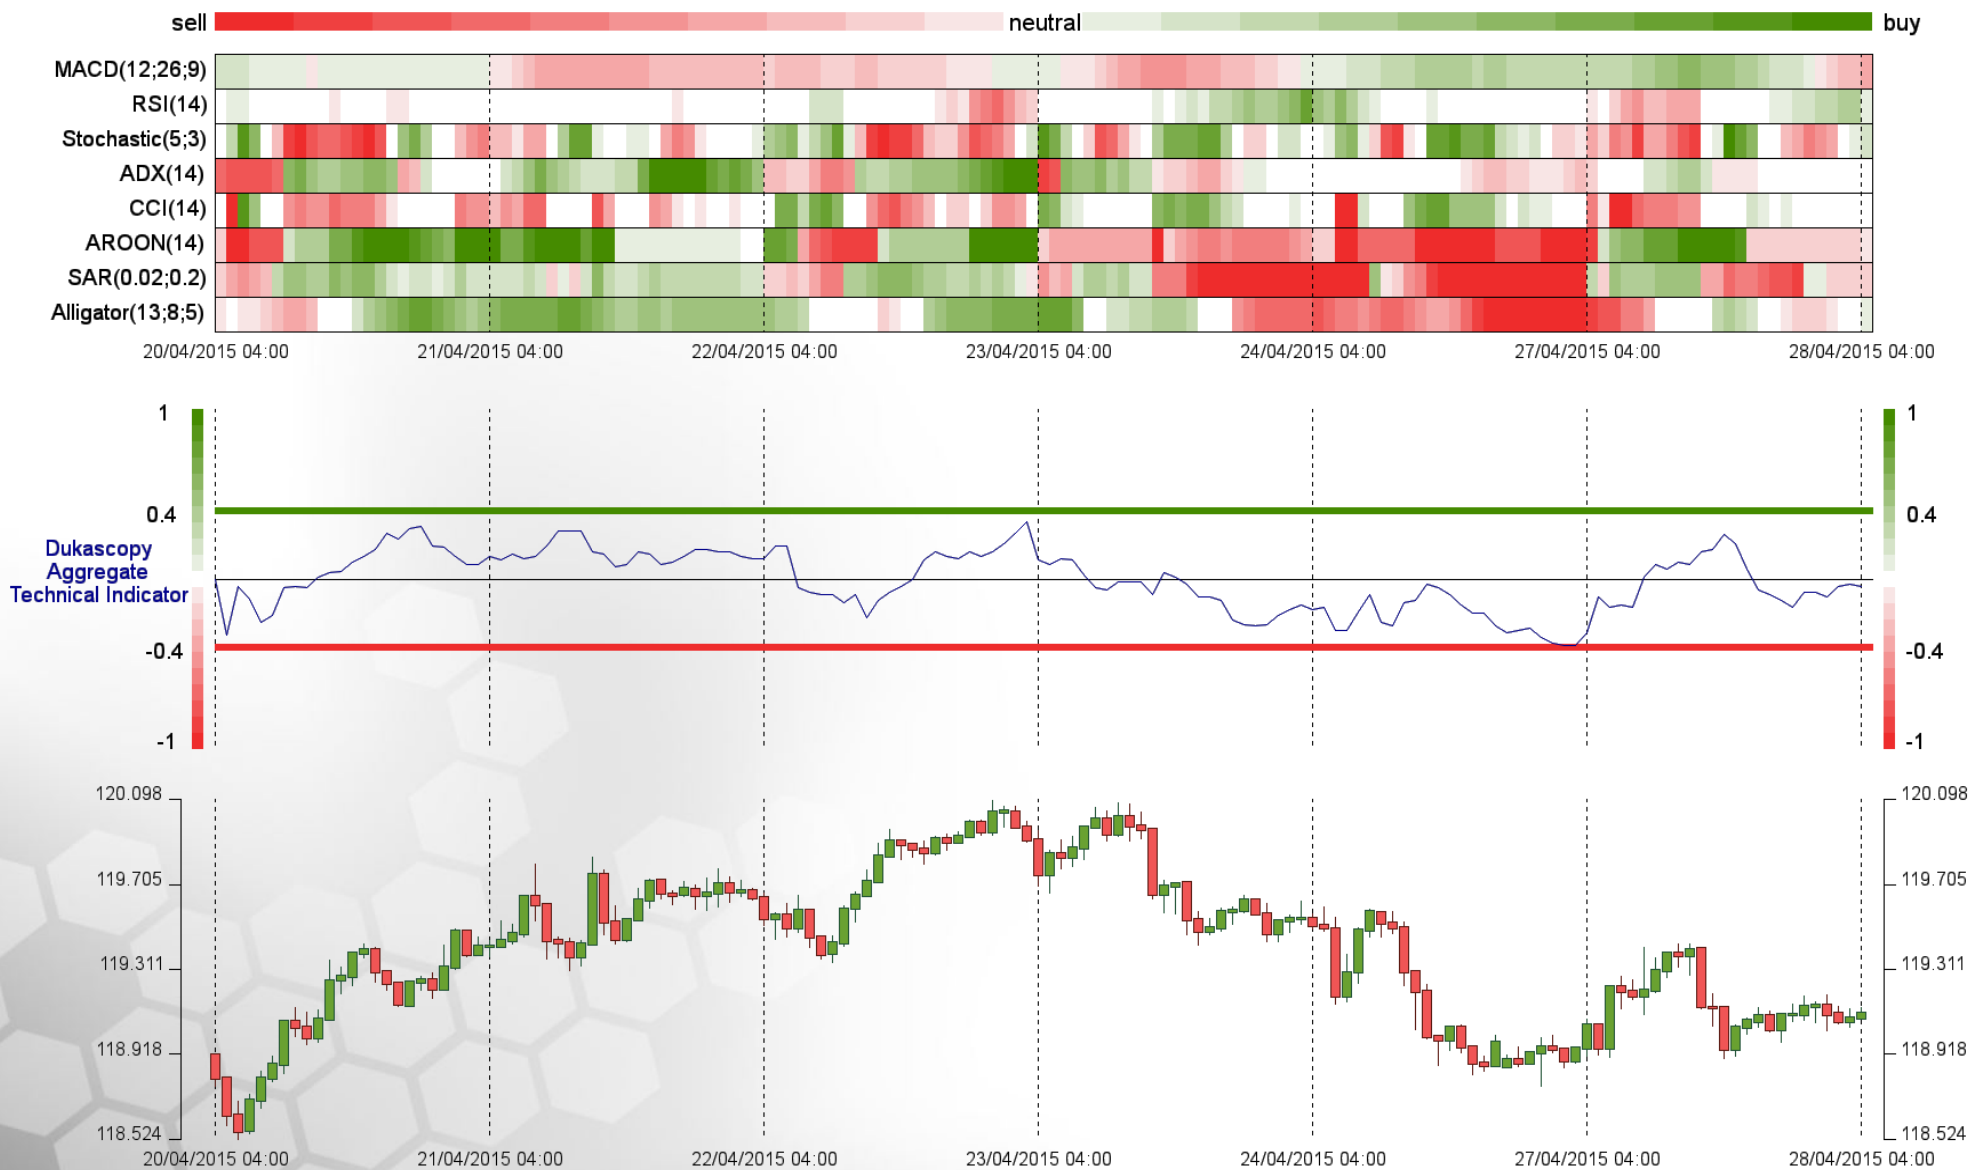 sell neutral buy
MACD(12;26;9)
RSI(14)
Stochastic(5;3)
ADX(14)
CCI(14)
AROON(14)
SAR(0.02;0.2)
Alligator(13;8;5)
20/04/2015 04:00 21/04/2015 04:00 22/04/2015 04:00 23/04/2015 04:00 24/04/2015 04:00 27/04/2015 04:00 28/04/2015 04:00
1 1
0.4 0.4
Dukascopy
Aggregate
Technical Indicator
-0.4 -0.4
-1 -1
120.098 120.098
119.705 119.705
119.311 119.311
118.918 118.918
118.524 118.524
20/04/2015 04:00 21/04/2015 04:00 22/04/2015 04:00 23/04/2015 04:00 24/04/2015 04:00 27/04/2015 04:00 28/04/2015 04:00